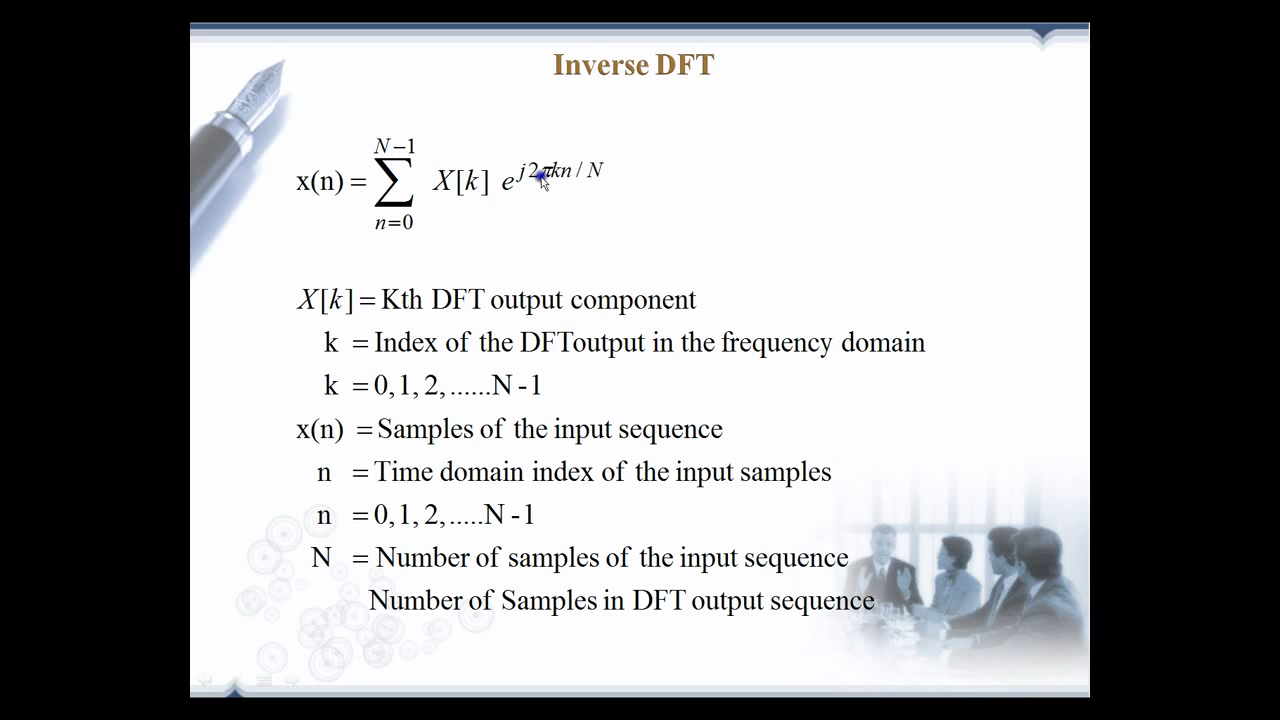 Inverse DFT
x(n) = \sum_{n=0}^{N-1} X[k] e^{j2πkn/N}
X[k] = Kth DFT output component
k = Index of the DFToutput in the frequency domain
k = 0, 1, 2, ......N -1
x(n) = Samples of the input sequence
n = Time domain index of the input samples
n = 0, 1, 2, .....N -1
N = Number of samples of the input sequence
Number of Samples in DFT output sequence